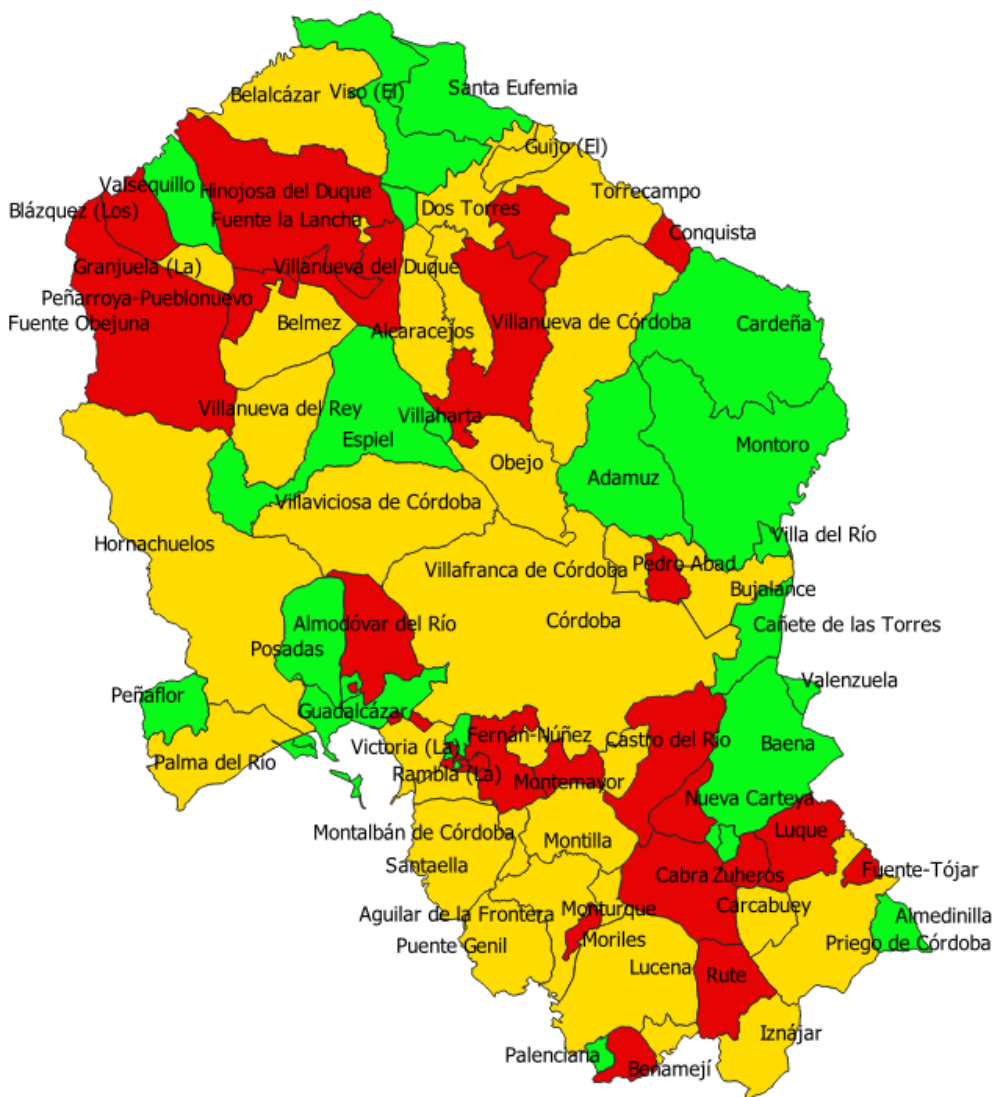 Belalcázar
Viso (El)
Santa Eufemia
Guijo (El)
Valsequillo
Hinojosa del Duque
Torrecampo
Blázquez (Los)
Fuente la Lancha
Dos Torres
Conquista
Granjuela (La)
Villanueva del Duque
Peñarroya-Pueblonuevo
Fuente Obejuna
Belmez
Alcaracejos
Villanueva de Córdoba
Cardeña
Villanueva del Rey
Villaharta
Espiel
Montoro
Obejo
Adamuz
Villaviciosa de Córdoba
Villa del Río
Hornachuelos
Villafranca de Córdoba
Pedro Abad
Bujalance
Almodóvar del Río
Córdoba
Cañete de las Torres
Posadas
Peñaflor
Valenzuela
Guadalcázar
Palma del Río
Victoria (La)
Fernán-Núñez
Castro del Río
Baena
Rambla (La)
Montemayor
Nueva Carteya
Montalbán de Córdoba
Montilla
Luque
Santaella
Cabra
Zuheros
Fuente-Tójar
Aguilar de la Frontera
Monturque
Carcabuey
Almedinilla
Puente Genil
Moriles
Priego de Córdoba
Lucena
Rute
Iznájar
Palenciana
Benamejí